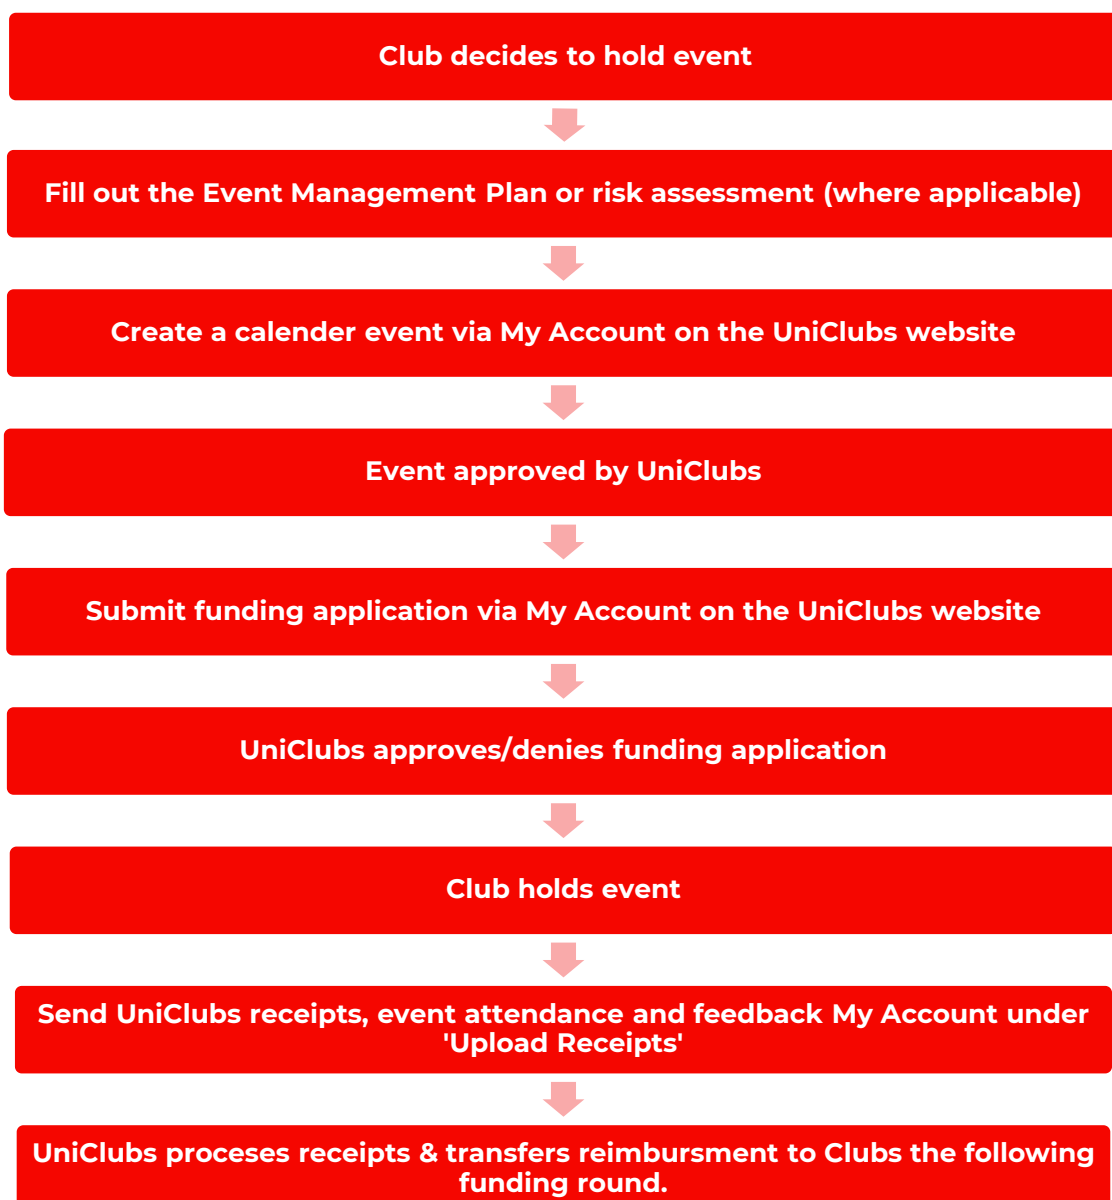 Club decides to hold event
Fill out the Event Management Plan or risk assessment (where applicable)
Create a calender event via My Account on the UniClubs website
Event approved by UniClubs
Submit funding application via My Account on the UniClubs website
UniClubs approves/denies funding application
Club holds event
Send UniClubs receipts, event attendance and feedback My Account under
'Upload Receipts'
UniClubs proceses receipts & transfers reimbursment to Clubs the following
funding round.